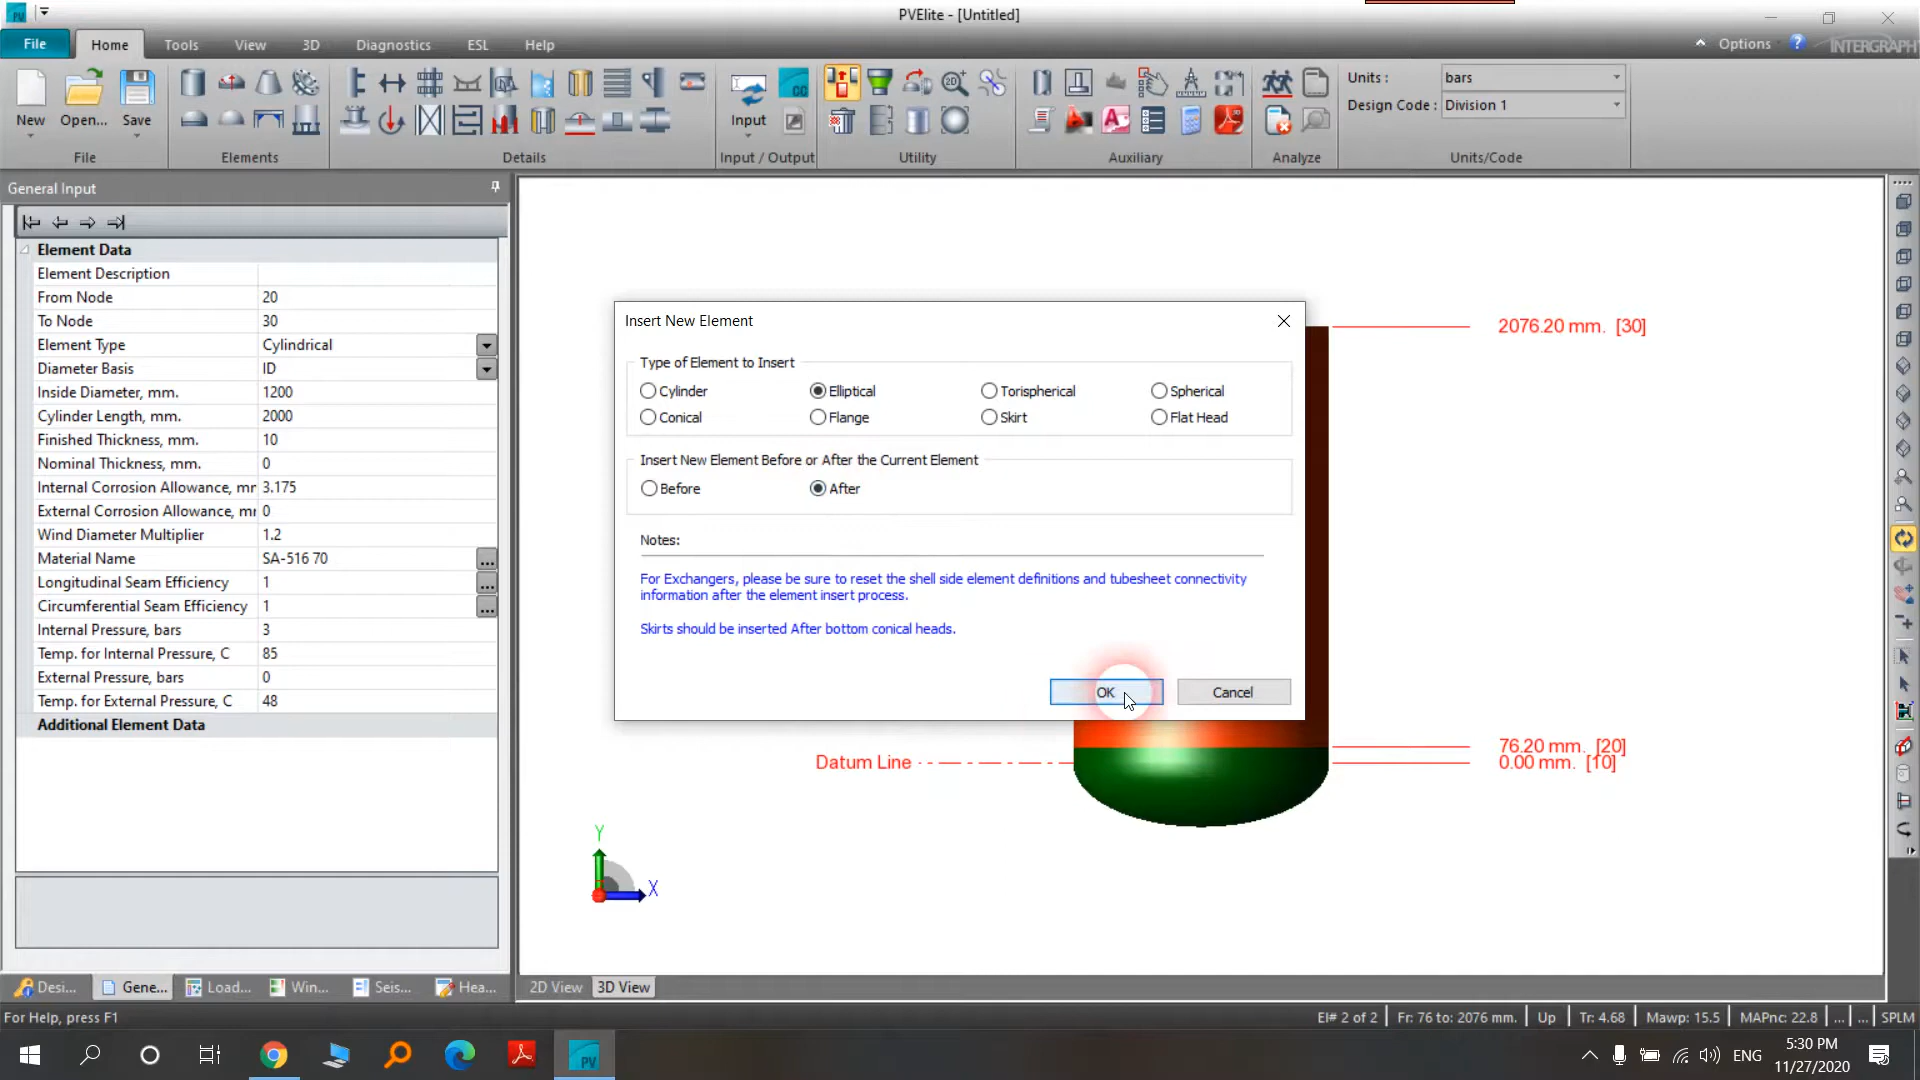 PVElite - [Untitled]
File Home Tools View 3D Diagnostics ESL Help
Options
INTERGRAPH
New Open... Save
Input
Units : bars
Design Code : Division 1
File Elements Details Input / Output Utility Auxiliary Analyze Units/Code
General Input
Element Data
Element Description
From Node 20
To Node 30
Element Type Cylindrical
Diameter Basis ID
Inside Diameter, mm. 1200
Cylinder Length, mm. 2000
Finished Thickness, mm. 10
Nominal Thickness, mm. 0
Internal Corrosion Allowance, mr 3.175
External Corrosion Allowance, mr 0
Wind Diameter Multiplier 1.2
Material Name SA-516 70 ...
Longitudinal Seam Efficiency 1 ...
Circumferential Seam Efficiency 1 ...
Internal Pressure, bars 3
Temp. for Internal Pressure, C 85
External Pressure, bars 0
Temp. for External Pressure, C 48
Additional Element Data
Insert New Element
Type of Element to Insert
Cylinder Elliptical Torispherical Spherical
Conical Flange Skirt Flat Head
Insert New Element Before or After the Current Element
Before After
Notes:
For Exchangers, please be sure to reset the shell side element definitions and tubesheet connectivity
information after the element insert process.
Skirts should be inserted After bottom conical heads.
OK Cancel
2076.20 mm. [30]
76.20 mm. [20]
Datum Line
0.00 mm. [10]
Y
X
Desi... Gene... Load... Win... Seis... Hea...
2D View 3D View
For Help, press F1
El# 2 of 2 Fr: 76 to: 2076 mm. Up Tr: 4.68 Mawp: 15.5 MAPnc: 22.8 ... ... SPLM
ENG
5:30 PM
11/27/2020